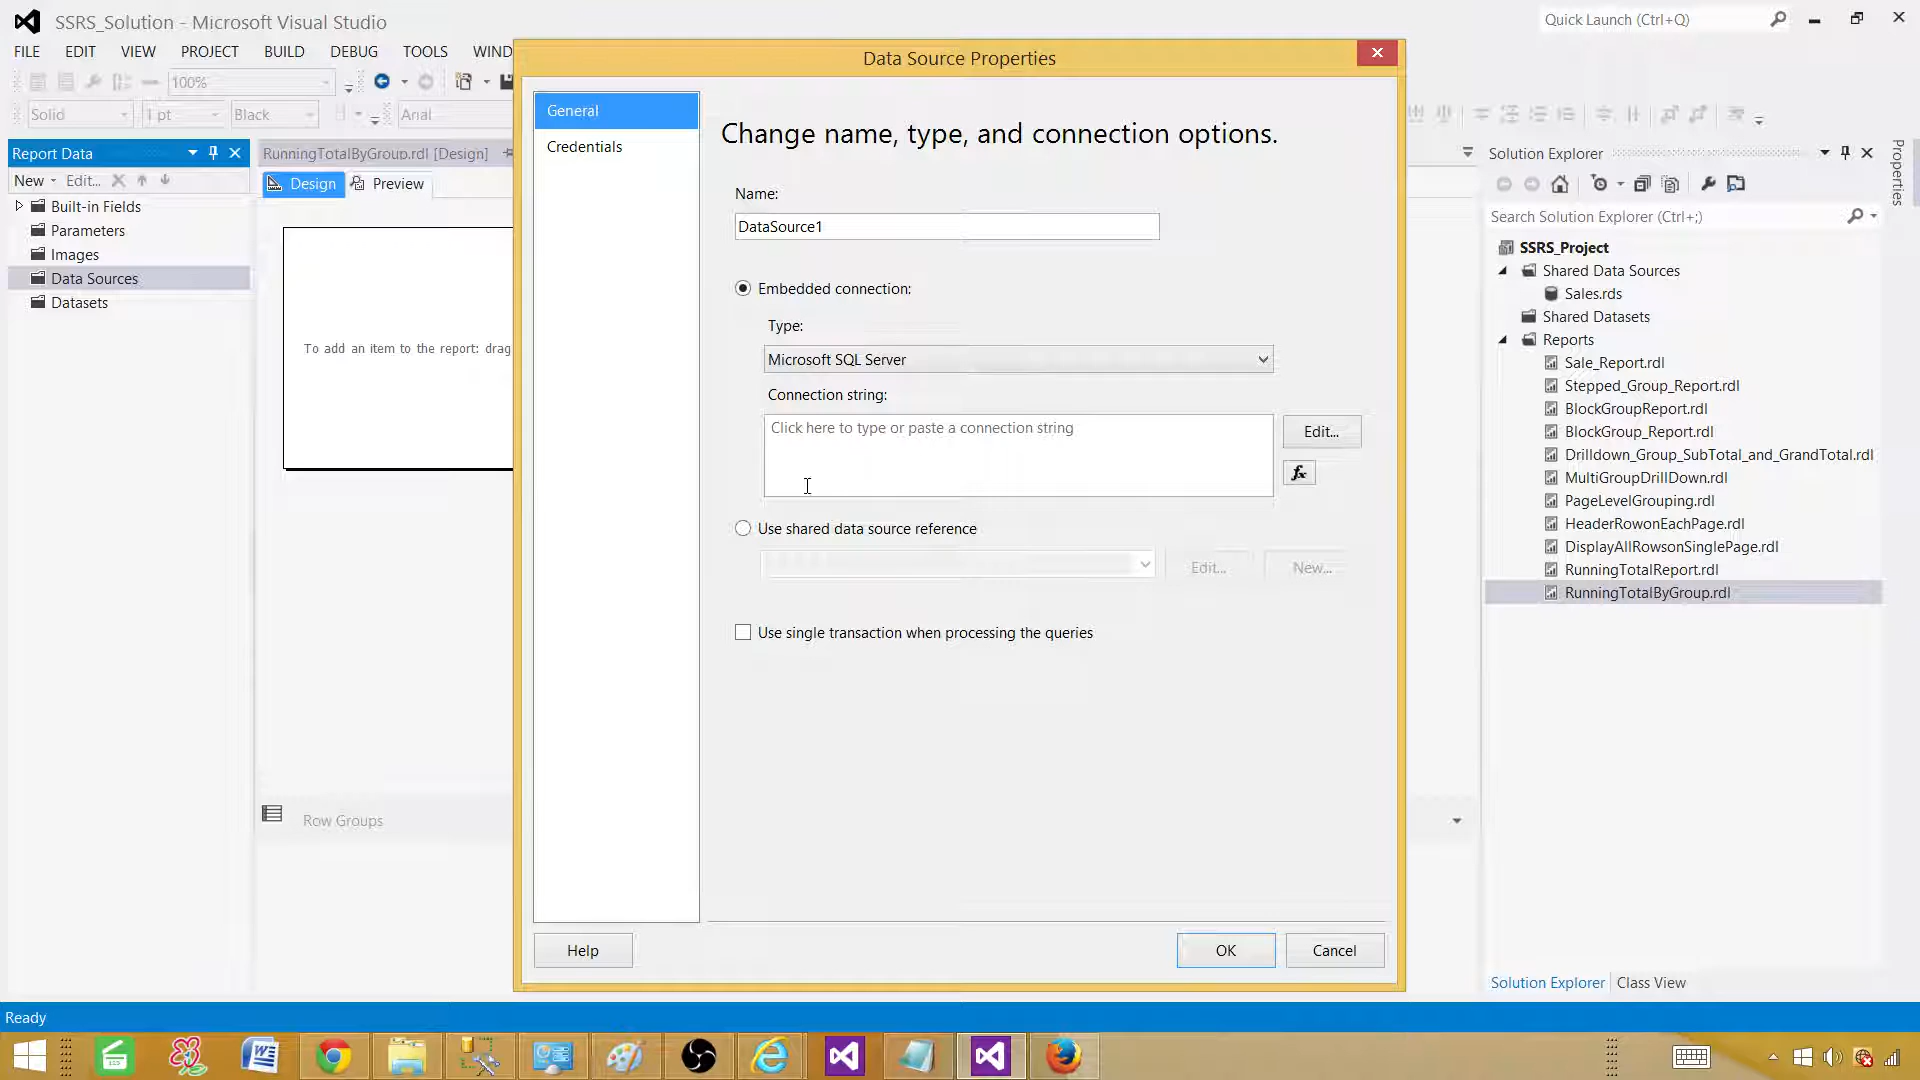 SSRS_Solution - Microsoft Visual Studio
Quick Launch (Ctrl+Q)
FILE EDIT VIEW PROJECT BUILD DEBUG TOOLS WIND
100%
Solid 1 pt Black Arial
Report Data
New Edit...
Built-in Fields
Parameters
Images
Data Sources
Datasets
RunningTotalByGroup.rdl [Design]
Design Preview
To add an item to the report: drag
Row Groups
Data Source Properties
General
Credentials
Change name, type, and connection options.
Name:
DataSource1
Embedded connection:
Type:
Microsoft SQL Server
Connection string:
Click here to type or paste a connection string
Edit...
fx
Use shared data source reference
Edit... New...
Use single transaction when processing the queries
Help OK Cancel
Solution Explorer
Search Solution Explorer (Ctrl+;)
SSRS_Project
Shared Data Sources
Sales.rds
Shared Datasets
Reports
Sale_Report.rdl
Stepped_Group_Report.rdl
BlockGroupReport.rdl
BlockGroup_Report.rdl
Drilldown_Group_SubTotal_and_GrandTotal.rdl
MultiGroupDrillDown.rdl
PageLevelGrouping.rdl
HeaderRowonEachPage.rdl
DisplayAllRowsonSinglePage.rdl
RunningTotalReport.rdl
RunningTotalByGroup.rdl
Solution Explorer Class View
Properties
Ready